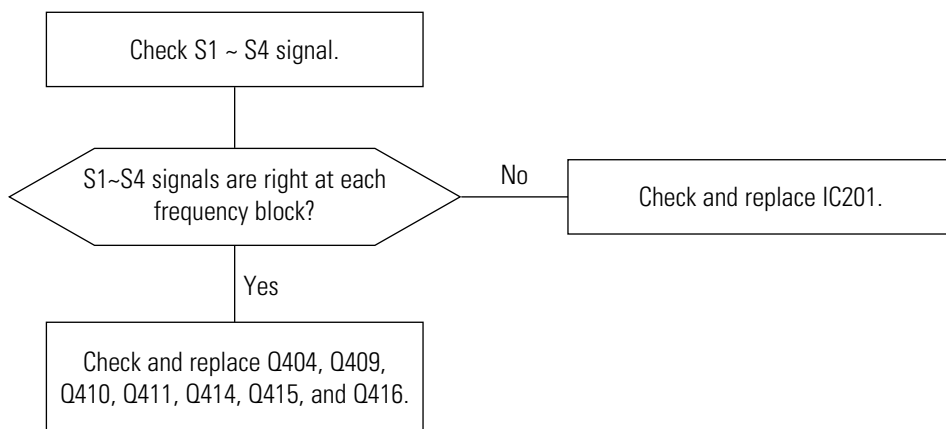 Check S1 ~ S4 signal.
S1~S4 signals are right at each
frequency block?
No
Check and replace IC201.
Yes
Check and replace Q404, Q409,
Q410, Q411, Q414, Q415, and Q416.